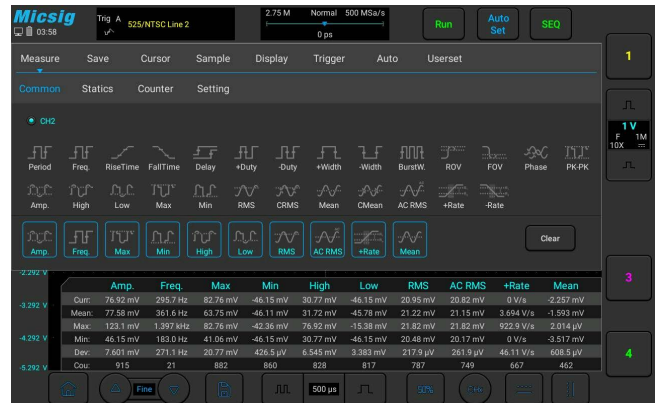 Micsig
03:58
Trig A 525/NTSC Line 2
2.75 M Normal 500 MSa/s
0 ps
Run
Auto Set
SEQ
Measure Save Cursor Sample Display Trigger Auto Userset
Common Statics Counter Setting
CH2
Period Freq. RiseTime FallTime Delay +Duty -Duty +Width -Width BurstW. ROV FOV Phase PK-PK
Amp. High Low Max Min RMS CRMS Mean CMean AC RMS +Rate -Rate
Amp. Freq. Max Min High Low RMS AC RMS +Rate Mean
Clear
1
1 V
F 1M
10X
3
4
-2.292 V
-3.292 V
-4.292 V
-5.292 V
Amp. Freq. Max Min High Low RMS AC RMS +Rate Mean
Curr: 76.92 mV 295.7 Hz 82.76 mV -46.15 mV 30.77 mV -46.15 mV 20.95 mV 20.82 mV 0 V/s -2.257 mV
Mean: 77.58 mV 361.6 Hz 63.75 mV -46.11 mV 31.72 mV -45.78 mV 21.22 mV 21.15 mV 3.694 V/s -1.593 mV
Max: 123.1 mV 1.397 kHz 82.76 mV -42.36 mV 76.92 mV -15.38 mV 21.82 mV 21.82 mV 922.9 V/s 2.014 μV
Min: 46.15 mV 183.0 Hz 41.06 mV -46.15 mV 30.77 mV -46.15 mV 20.48 mV 20.17 mV 0 V/s -3.517 mV
Dev: 7.601 mV 271.1 Hz 20.77 mV 426.5 μV 6.545 mV 3.383 mV 217.9 μV 261.9 μV 46.11 V/s 608.5 μV
Cou: 915 21 882 860 828 817 787 749 667 462
Fine
500 μs
50%